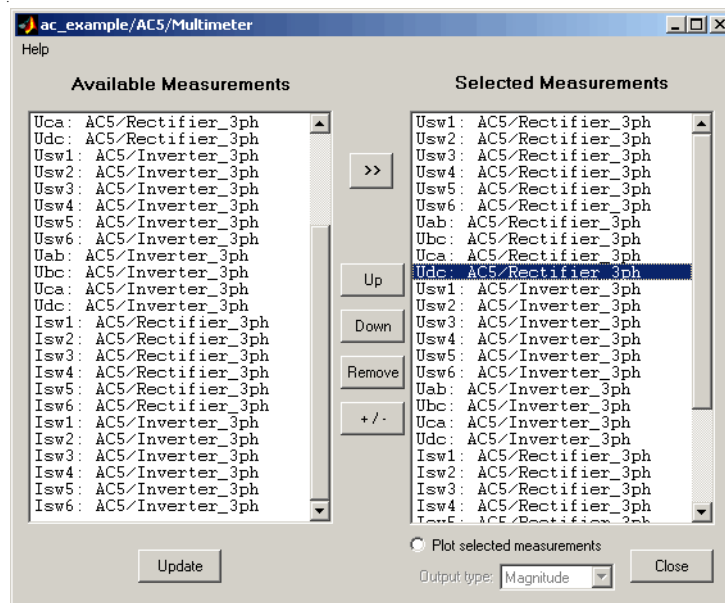 ac_example/AC5/Multimeter
Help
Available Measurements
Uca: AC5/Rectifier_3ph
Udc: AC5/Rectifier_3ph
Usw1: AC5/Inverter_3ph
Usw2: AC5/Inverter_3ph
Usw3: AC5/Inverter_3ph
Usw4: AC5/Inverter_3ph
Usw5: AC5/Inverter_3ph
Usw6: AC5/Inverter_3ph
Uab: AC5/Inverter_3ph
Ubc: AC5/Inverter_3ph
Uca: AC5/Inverter_3ph
Udc: AC5/Inverter_3ph
Isw1: AC5/Rectifier_3ph
Isw2: AC5/Rectifier_3ph
Isw3: AC5/Rectifier_3ph
Isw4: AC5/Rectifier_3ph
Isw5: AC5/Rectifier_3ph
Isw6: AC5/Rectifier_3ph
Isw1: AC5/Inverter_3ph
Isw2: AC5/Inverter_3ph
Isw3: AC5/Inverter_3ph
Isw4: AC5/Inverter_3ph
Isw5: AC5/Inverter_3ph
Isw6: AC5/Inverter_3ph
Update
>>
Up
Down
Remove
+ / -
Selected Measurements
Usw1: AC5/Rectifier_3ph
Usw2: AC5/Rectifier_3ph
Usw3: AC5/Rectifier_3ph
Usw4: AC5/Rectifier_3ph
Usw5: AC5/Rectifier_3ph
Usw6: AC5/Rectifier_3ph
Uab: AC5/Rectifier_3ph
Ubc: AC5/Rectifier_3ph
Uca: AC5/Rectifier_3ph
Udc: AC5/Rectifier_3ph
Usw1: AC5/Inverter_3ph
Usw2: AC5/Inverter_3ph
Usw3: AC5/Inverter_3ph
Usw4: AC5/Inverter_3ph
Usw5: AC5/Inverter_3ph
Usw6: AC5/Inverter_3ph
Uab: AC5/Inverter_3ph
Ubc: AC5/Inverter_3ph
Uca: AC5/Inverter_3ph
Udc: AC5/Inverter_3ph
Isw1: AC5/Rectifier_3ph
Isw2: AC5/Rectifier_3ph
Isw3: AC5/Rectifier_3ph
Isw4: AC5/Rectifier_3ph
Isw5: AC5/Rectifier_3ph
Plot selected measurements
Output type: Magnitude
Close